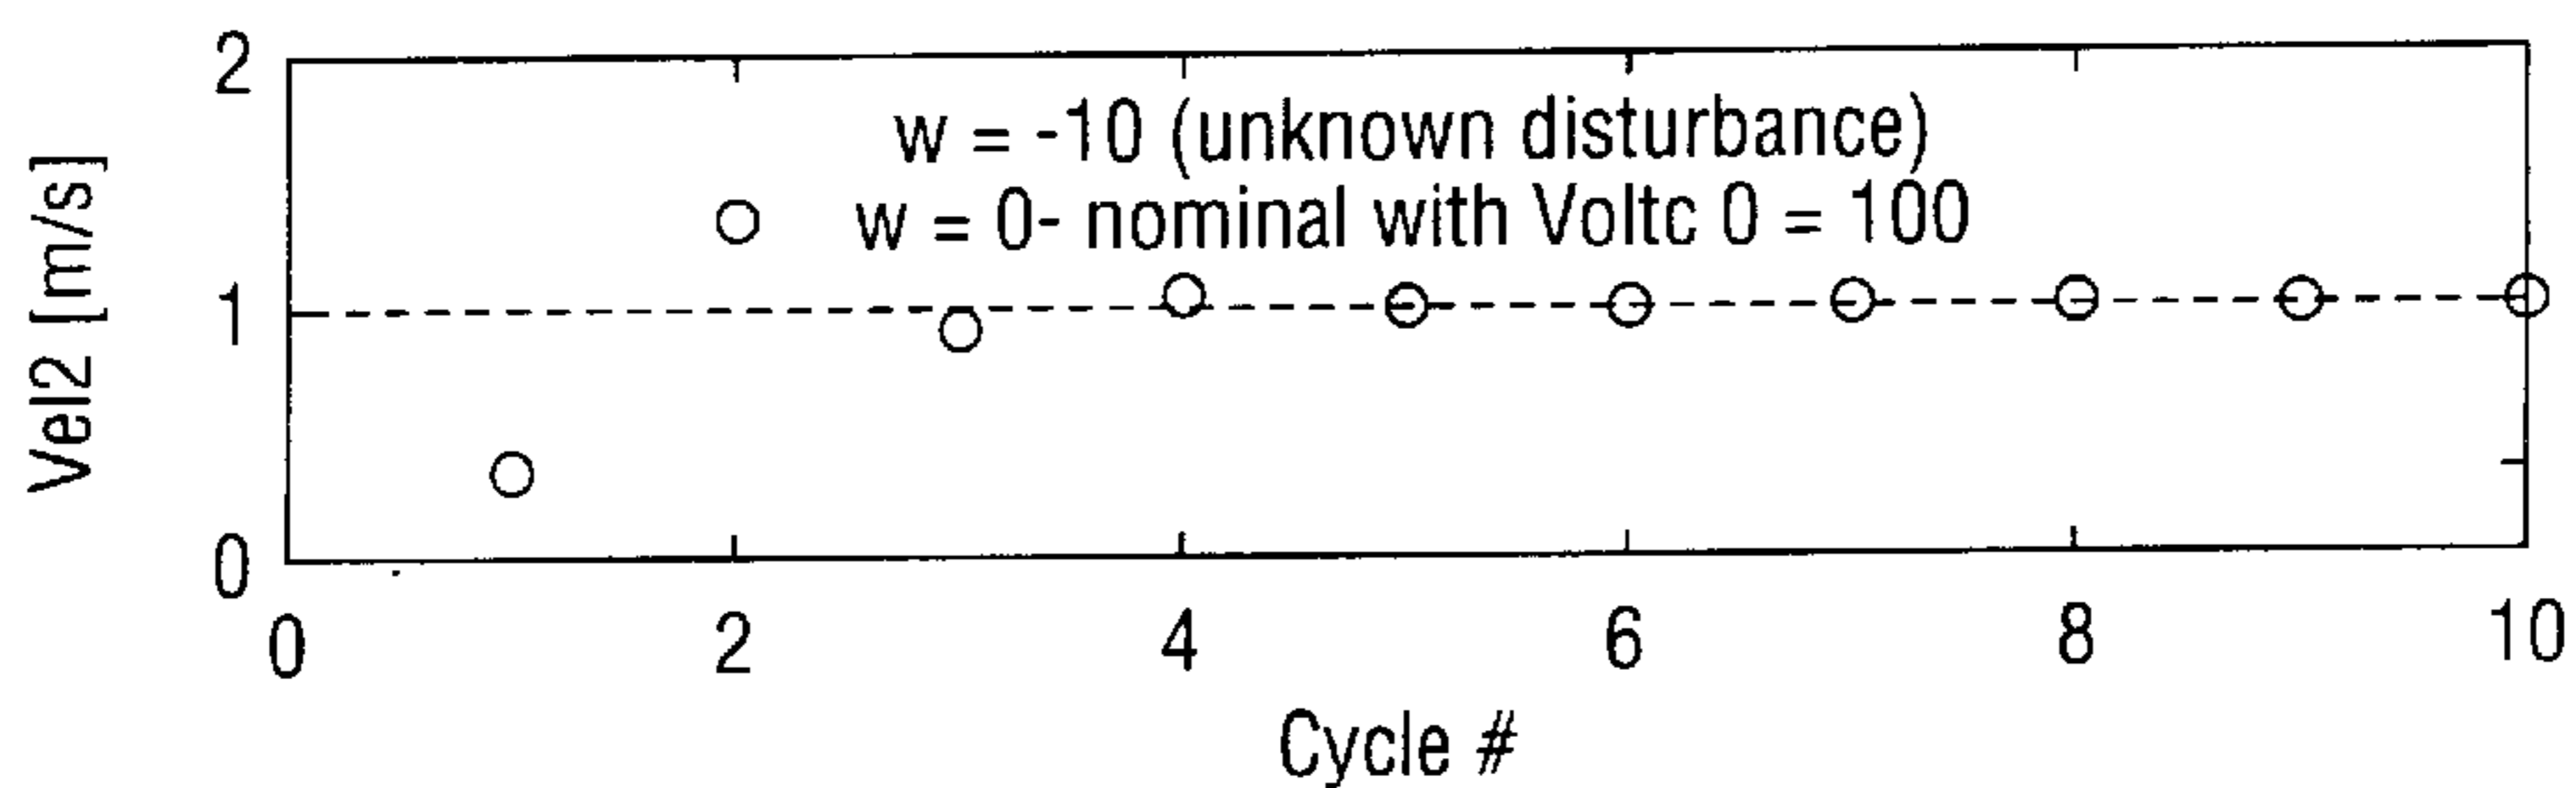 2
w = -10 (unknown disturbance)
w = 0- nominal with Voltc 0 = 100
Vel2 [m/s]
1
0
0 2 4 6 8 10
Cycle #